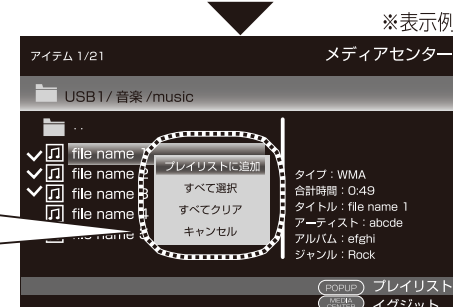 ※表示例
アイテム 1/21
メディアセンター
USB1/ 音楽 /music
..
file name 1
file name
file name
file name
file name
プレイリストに追加
すべて選択
すべてクリア
キャンセル
タイプ：WMA
合計時間：0:49
タイトル：file name 1
アーティスト：abcde
アルバム：efghi
ジャンル：Rock
POPUP プレイリスト
MEDIA CENTER イグジット